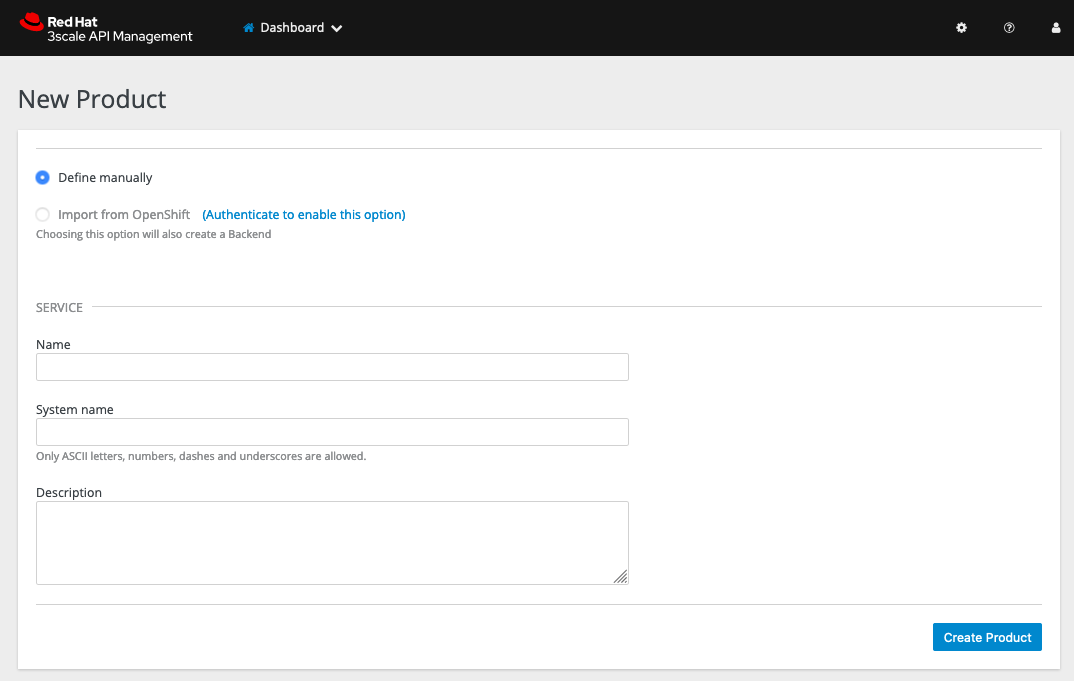 Red Hat
3scale API Management
Dashboard
New Product
Define manually
Import from OpenShift (Authenticate to enable this option)
Choosing this option will also create a Backend
SERVICE
Name
System name
Only ASCII letters, numbers, dashes and underscores are allowed.
Description
Create Product